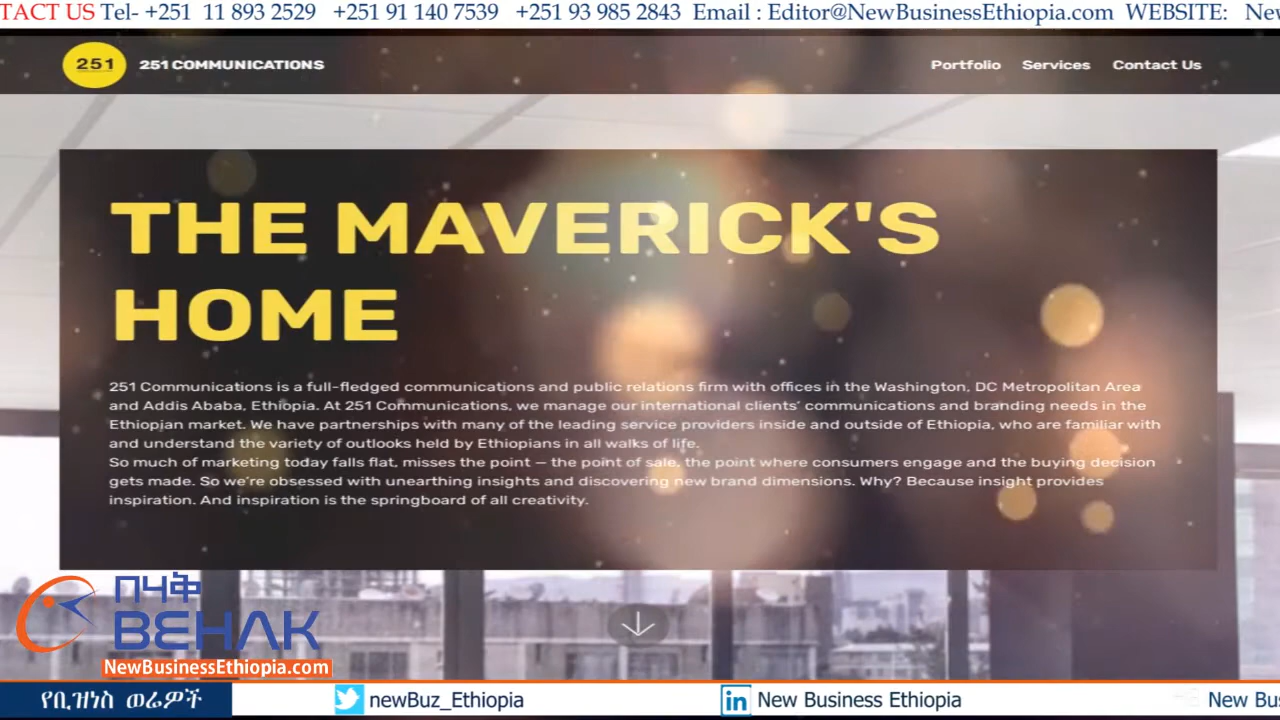 TACT US Tel- +251 11 893 2529 +251 91 140 7539 +251 93 985 2843 Email : Editor@NewBusinessEthiopia.com WEBSITE: Nev
251
251 COMMUNICATIONS
Portfolio Services Contact Us
THE MAVERICK'S
HOME
251 Communications is a full-fledged communications and public relations firm with offices in the Washington, DC Metropolitan Area
and Addis Ababa, Ethiopia. At 251 Communications, we manage our international clients' communications and branding needs in the
Ethiopian market. We have partnerships with many of the leading service providers inside and outside of Ethiopia, who are familiar with
and understand the variety of outlooks held by Ethiopians in all walks of life.
So much of marketing today falls flat, misses the point – the point of sale, the point where consumers engage and the buying decision
gets made. So we're obsessed with unearthing insights and discovering new brand dimensions. Why? Because insight provides
inspiration. And inspiration is the springboard of all creativity.
በሃቅ
BEHAK
NewBusinessEthiopia.com
የቢዝነስ ወሬዎች newBuz_Ethiopia in New Business Ethiopia New Bu